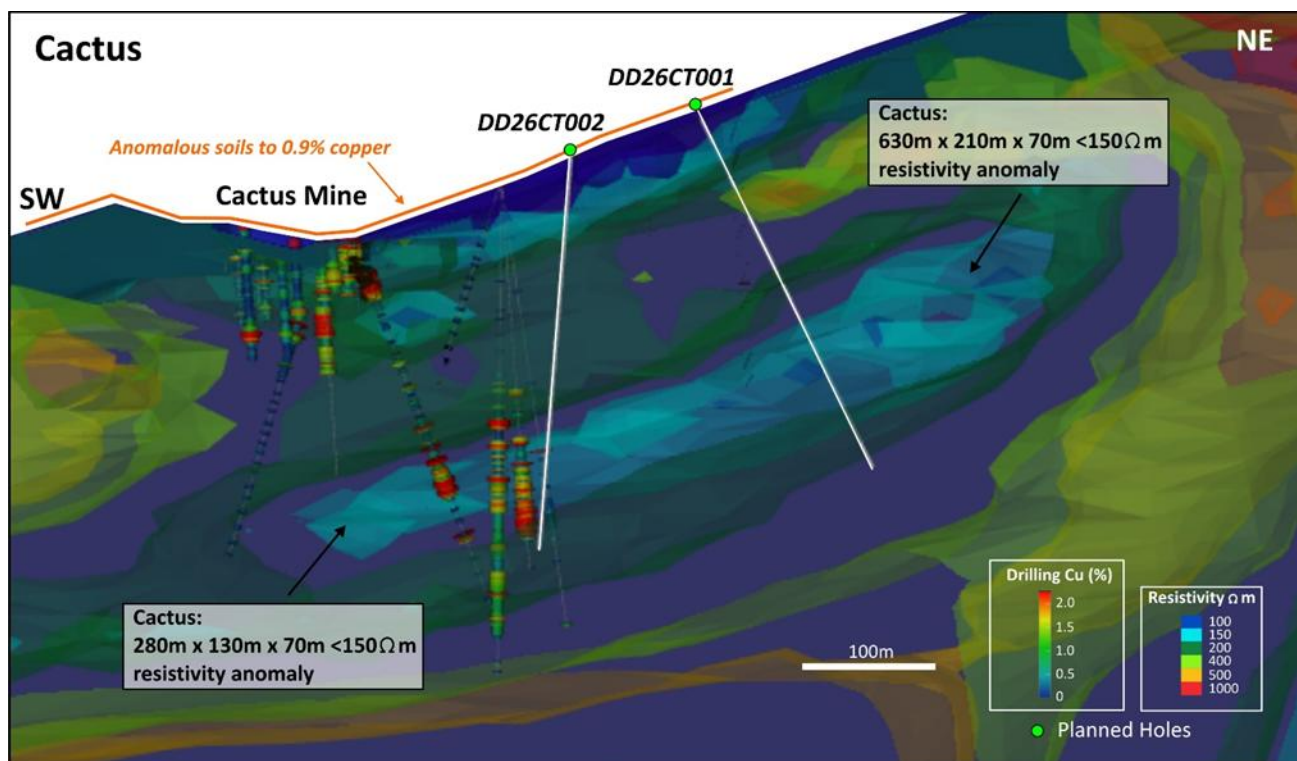 Cactus
NE
DD26CT001
DD26CT002
Cactus:
630m x 210m x 70m <150Ω m
resistivity anomaly
Anomalous soils to 0.9% copper
SW
Cactus Mine
Cactus:
280m x 130m x 70m <150Ω m
resistivity anomaly
100m
Drilling Cu (%)
2.0
1.5
1.0
0.5
0
Resistivity Ω m
100
150
200
400
500
1000
Planned Holes